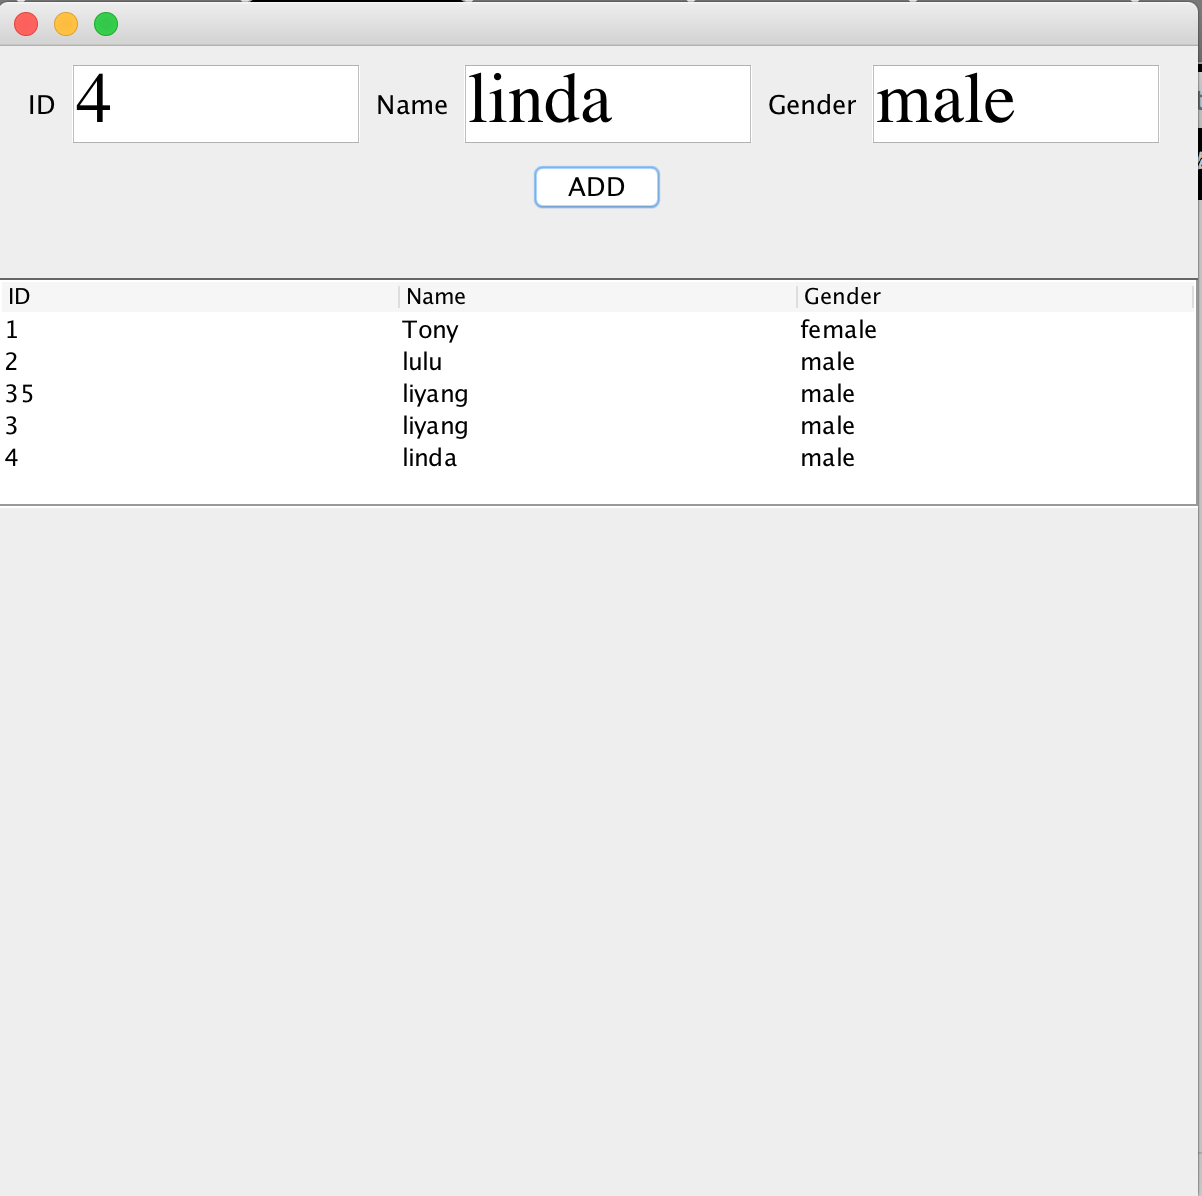 ID 4 Name linda Gender male
ADD
ID Name Gender
1 Tony female
2 lulu male
35 liyang male
3 liyang male
4 linda male